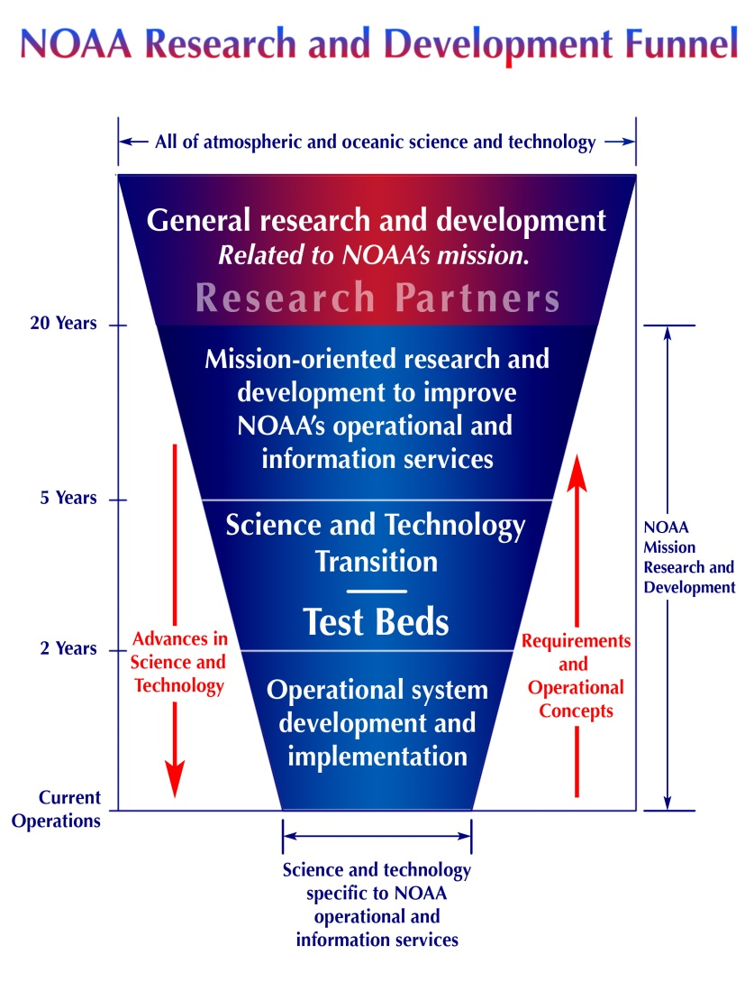 NOAA Research and Development Funnel
All of atmospheric and oceanic science and technology
General research and development
Related to NOAA's mission.
Research Partners
20 Years
Mission-oriented research and
development to improve
NOAA's operational and
information services
5 Years
Science and Technology
Transition
Test Beds
2 Years
Operational system
development and
implementation
Current
Operations
Advances in
Science and
Technology
Requirements
and
Operational
Concepts
NOAA
Mission
Research and
Development
Science and technology
specific to NOAA
operational and
information services